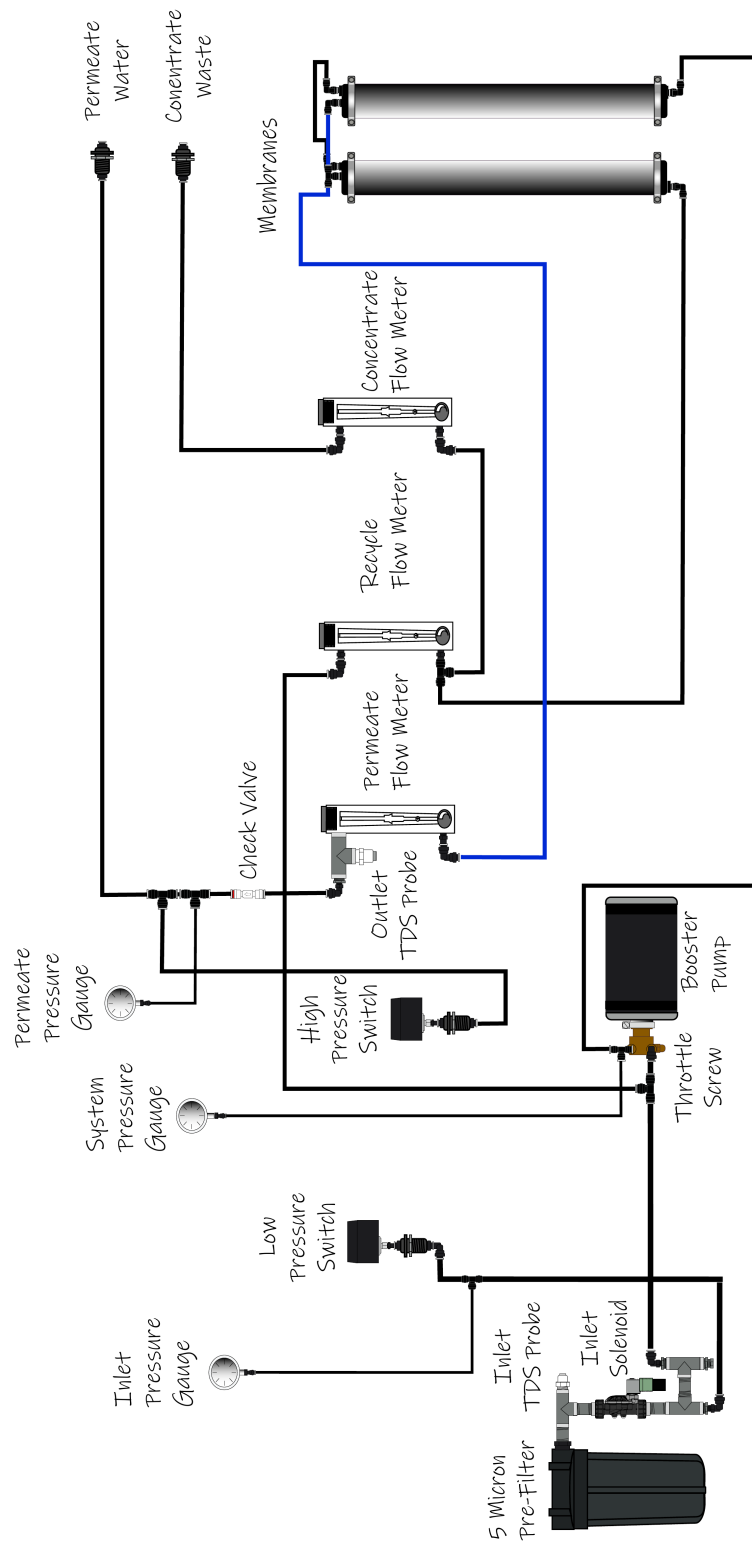 Permeate
Pressure
Gauge
Permeate
Water
System
Pressure
Gauge
Inlet
Pressure
Gauge
Conentrate
Waste
Check Valve
Membranes
Low
Pressure
Switch
High
Pressure
Switch
Outlet
TDS Probe
Permeate
Flow Meter
Recycle
Flow Meter
Concentrate
Flow Meter
5 Micron
Pre-Filter
Inlet
TDS Probe
Inlet
Solenoid
Throttle
Screw
Booster
Pump